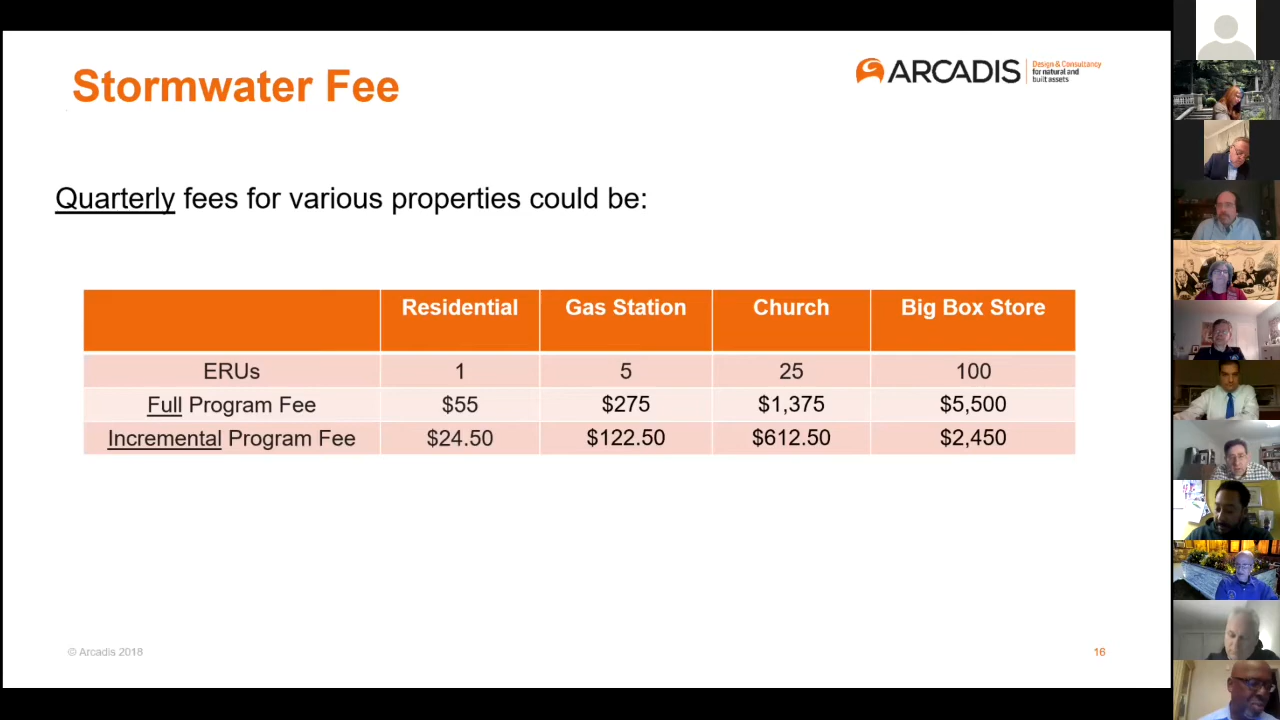 Stormwater Fee
ARCADIS
Design & Consultancy
for natural and
built assets
Quarterly fees for various properties could be:
Residential Gas Station Church Big Box Store
ERUs 1 5 25 100
Full Program Fee $55 $275 $1,375 $5,500
Incremental Program Fee $24.50 $122.50 $612.50 $2,450
© Arcadis 2018
16